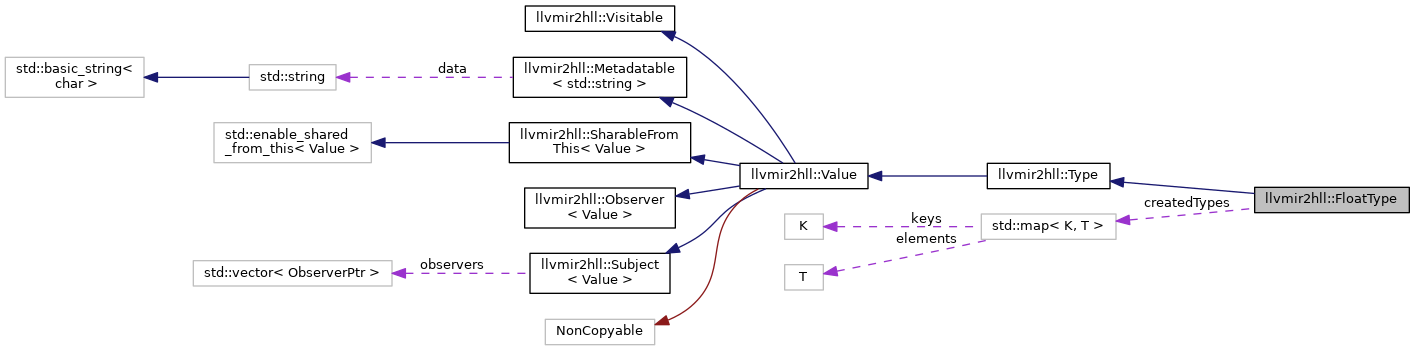 llvmir2hll::Visitable
std::basic_string<
char >
std::string
data
llvmir2hll::Metadatable
< std::string >
std::enable_shared
_from_this< Value >
llvmir2hll::SharableFrom
This< Value >
llvmir2hll::Value
llvmir2hll::Type
llvmir2hll::FloatType
createdTypes
llvmir2hll::Observer
< Value >
K
keys
std::map< K, T >
elements
T
std::vector< ObserverPtr >
observers
llvmir2hll::Subject
< Value >
NonCopyable